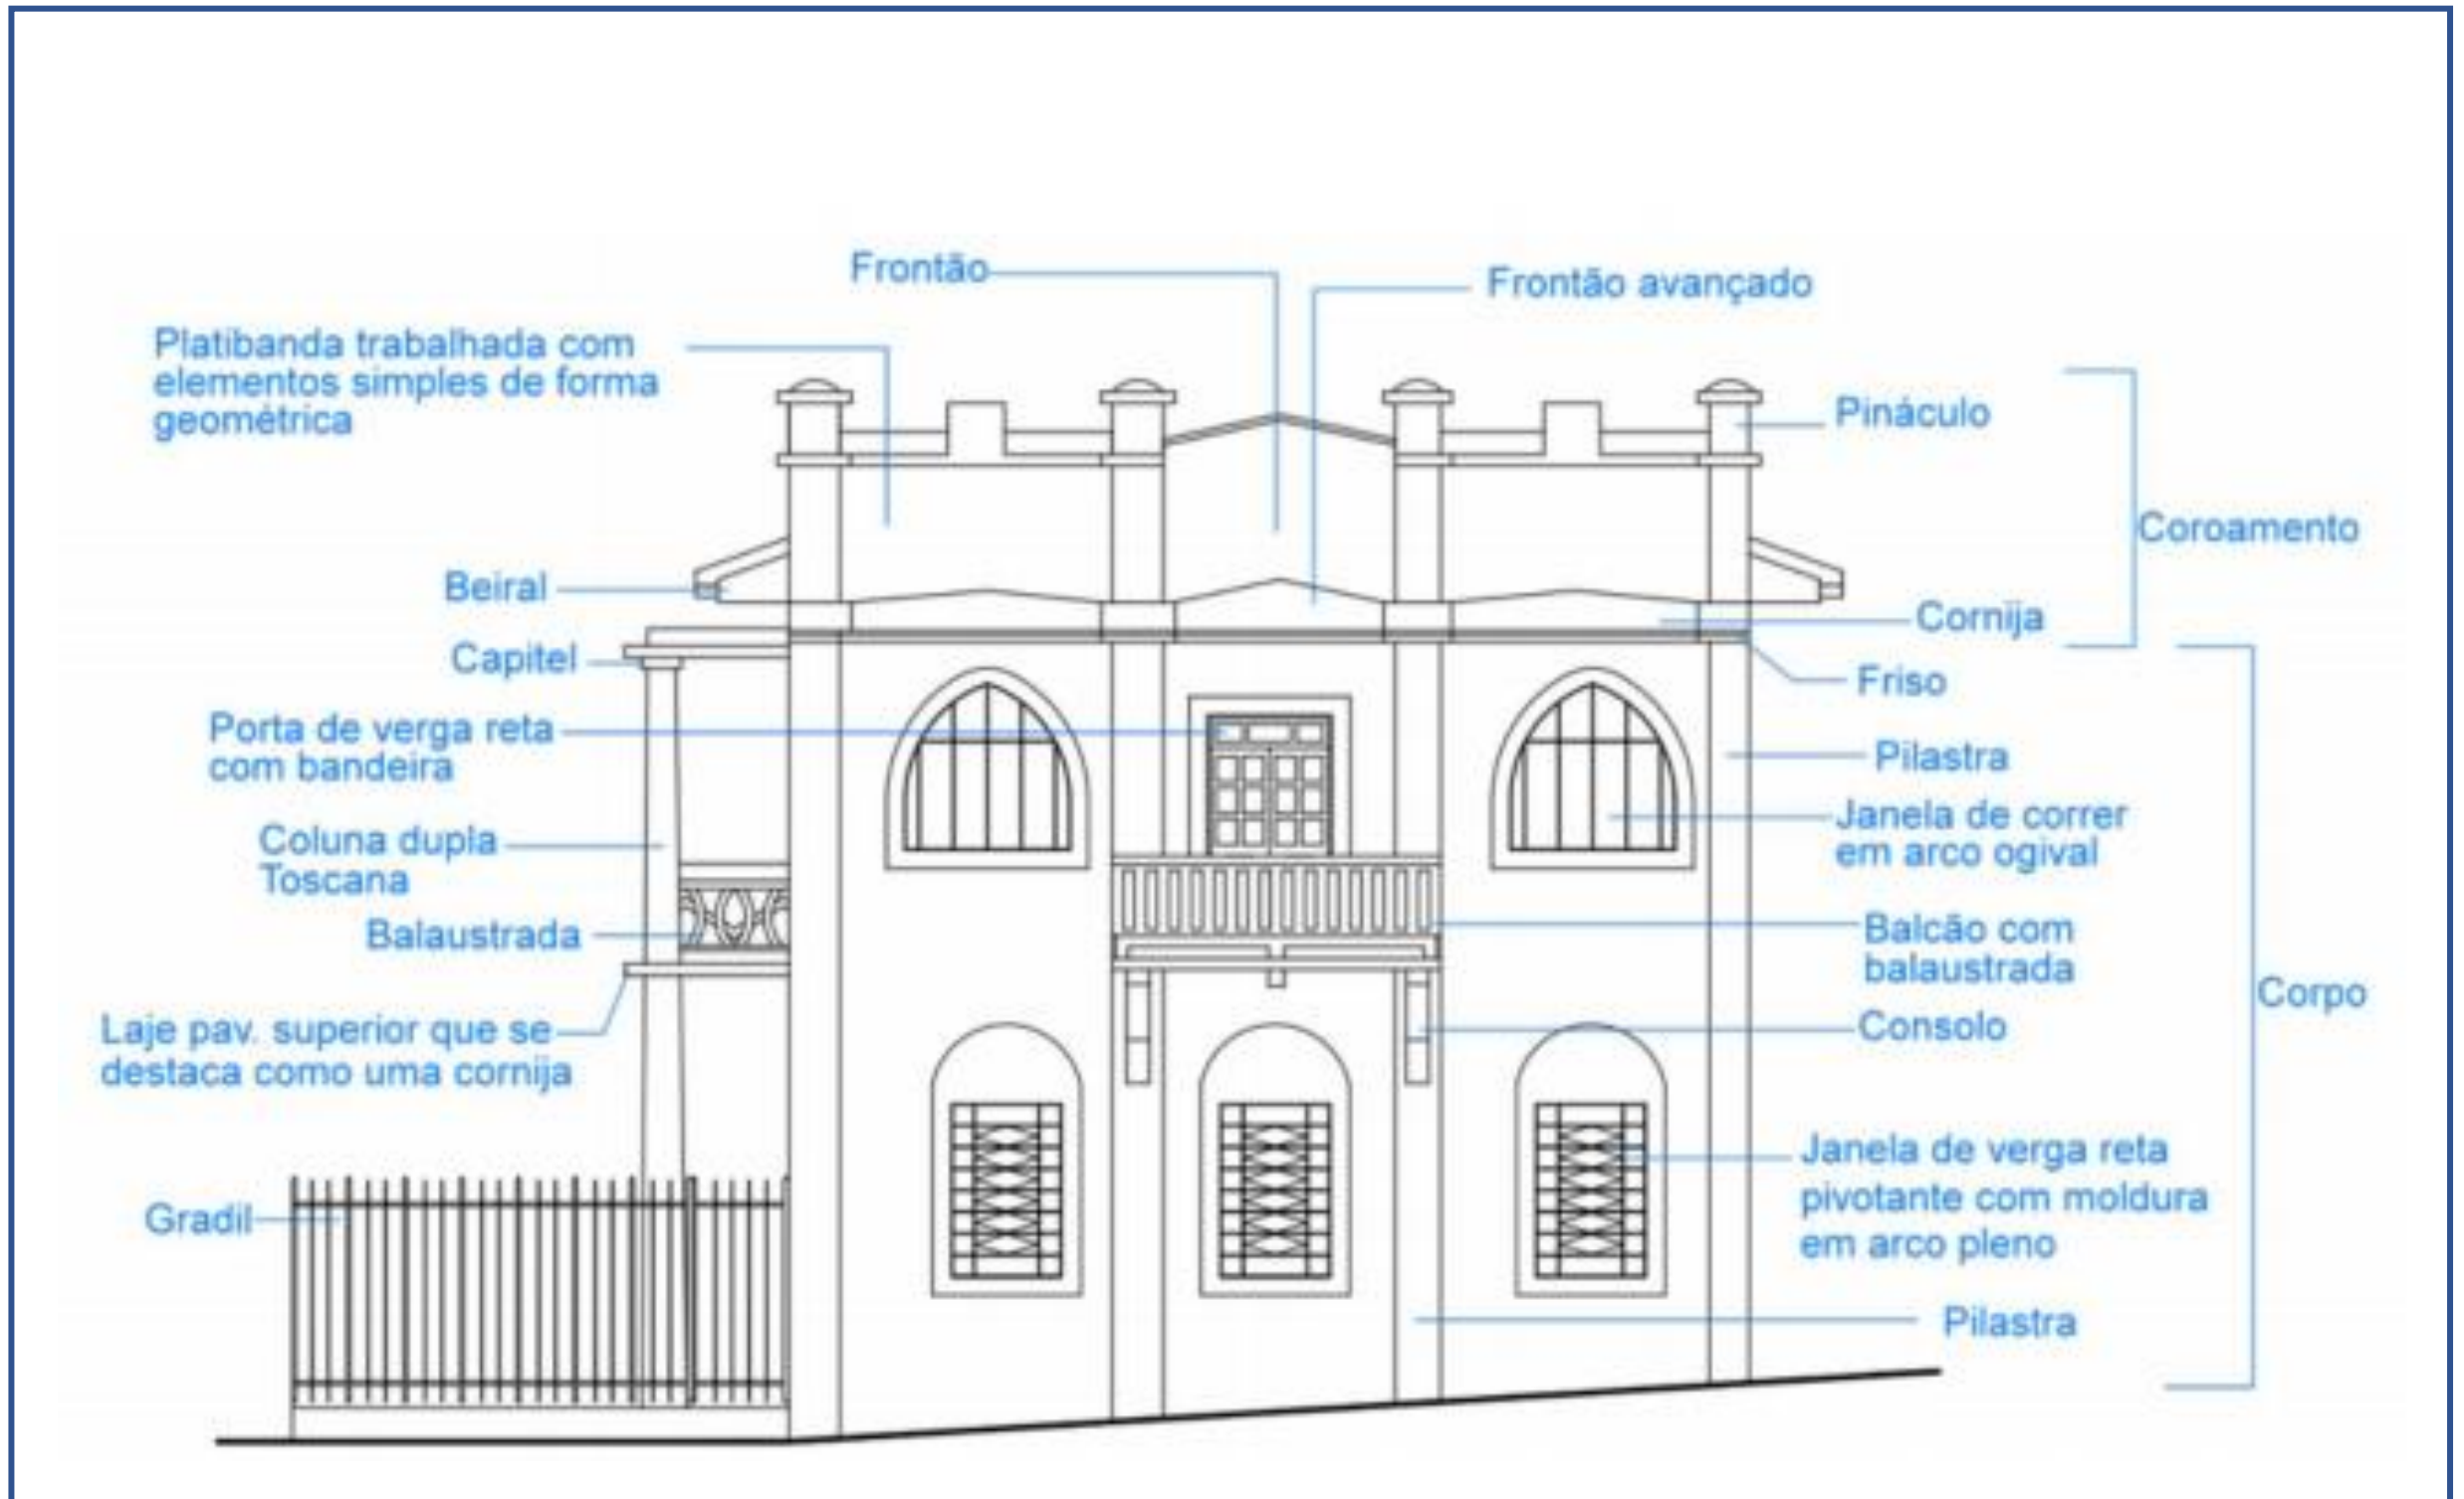 Frontão
Frontão avançado
Platibanda trabalhada com
elementos simples de forma
geométrica
Pináculo
Coroamento
Beiral
Cornija
Capitel
Friso
Porta de verga reta
com bandeira
Pilastra
Janela de correr
em arco ogival
Coluna dupla
Toscana
Balaustrada
Balcão com
balaustrada
Corpo
Laje pav. superior que se
destaca como uma cornija
Consolo
Janela de verga reta
pivotante com moldura
em arco pleno
Gradil
Pilastra